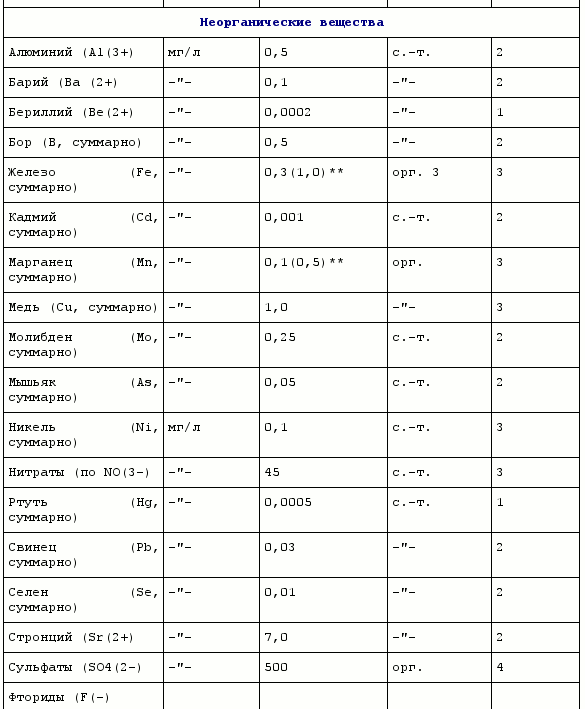 Неорганические вещества
Алюминий (Al(3+) мг/л 0,5 с.-т. 2
Барий (Ba (2+) -"- 0,1 -"- 2
Бериллий (Be(2+) -"- 0,0002 -"- 1
Бор (B, суммарно) -"- 0,5 -"- 2
Железо (Fe, -"- 0,3(1,0)** орг. 3 3
суммарно)
Кадмий (Cd, -"- 0,001 с.-т. 2
суммарно)
Марганец (Mn, -"- 0,1(0,5)** орг. 3
суммарно)
Медь (Cu, суммарно) -"- 1,0 -"- 3
Молибден (Mo, -"- 0,25 с.-т. 2
суммарно)
Мышьяк (As, -"- 0,05 с.-т. 2
суммарно)
Никель (Ni, мг/л 0,1 с.-т. 3
суммарно)
Нитраты (по NO(3-) -"- 45 с.-т. 3
Ртуть (Hg, -"- 0,0005 с.-т. 1
суммарно)
Свинец (Pb, -"- 0,03 -"- 2
суммарно)
Селен (Se, -"- 0,01 -"- 2
суммарно)
Стронций (Sr(2+) -"- 7,0 -"- 2
Сульфаты (SO4(2-) -"- 500 орг. 4
Фториды (F(-)